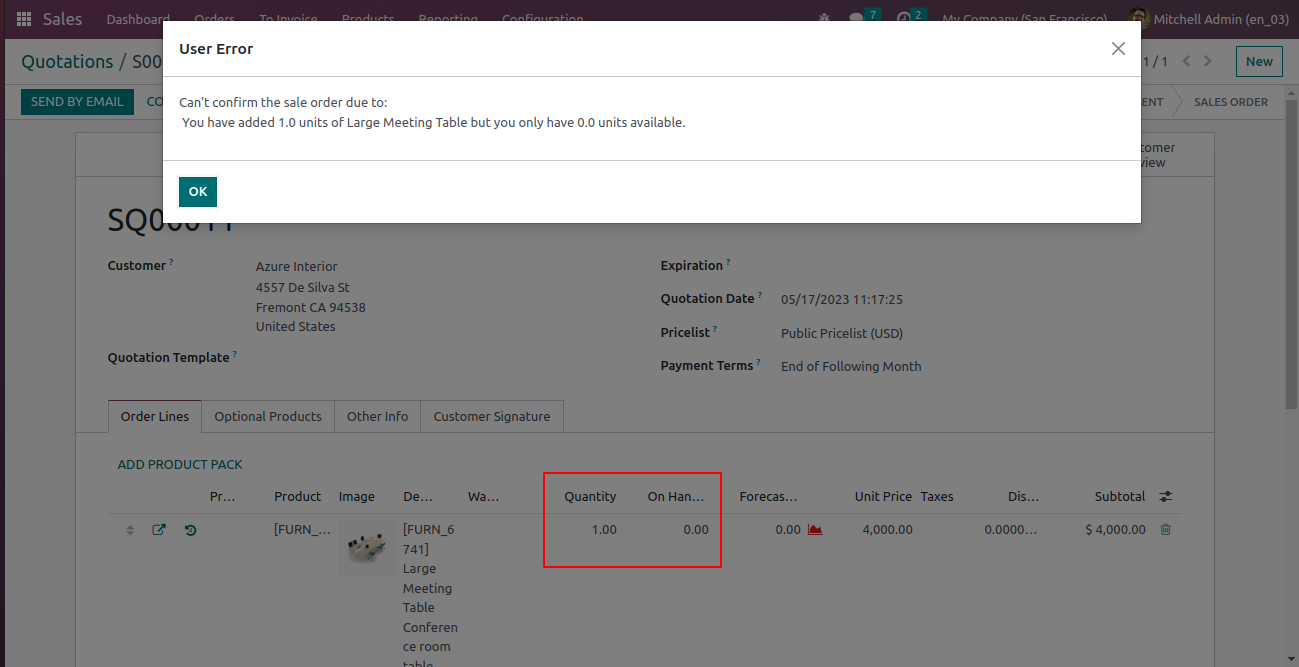 Sales Dashboard Orders To Invoice Products Reporting Configuration 7 2 My Company (San Francisco) Mitchell Admin (en_03)
User Error
Quotations / S00 1 / 1 New
Can't confirm the sale order due to:
You have added 1.0 units of Large Meeting Table but you only have 0.0 units available.
SEND BY EMAIL CO ENT SALES ORDER
tomer
view
OK
SQ00011
Customer ?
Azure Interior
4557 De Silva St
Fremont CA 94538
United States
Quotation Template ?
Expiration ?
Quotation Date ? 05/17/2023 11:17:25
Pricelist ? Public Pricelist (USD)
Payment Terms ? End of Following Month
Order Lines Optional Products Other Info Customer Signature
ADD PRODUCT PACK
Pr... Product Image De... Wa... Quantity On Han... Forecas... Unit Price Taxes Dis... Subtotal
[FURN_... [FURN_6 1.00 0.00 0.00 4,000.00 0.0000... $ 4,000.00
741]
Large
Meeting
Table
Conferen
ce room
table